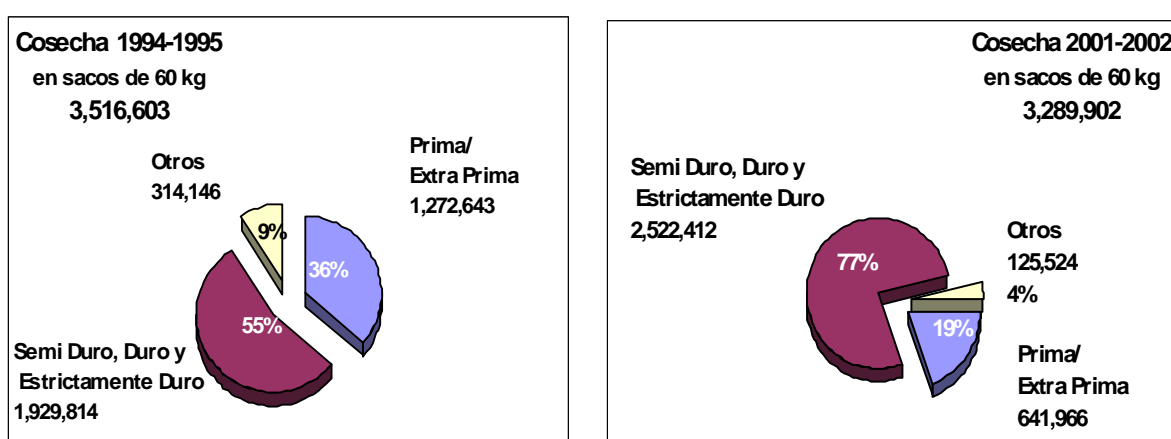 Cosecha 1994-1995
en sacos de 60 kg
3,516,603
Otros
314,146
Prima/
Extra Prima
1,272,643
9%
36%
55%
Semi Duro, Duro y
Estrictamente Duro
1,929,814
Cosecha 2001-2002
en sacos de 60 kg
3,289,902
Semi Duro, Duro y
Estrictamente Duro
2,522,412
77%
Otros
125,524
4%
19%
Prima/
Extra Prima
641,966